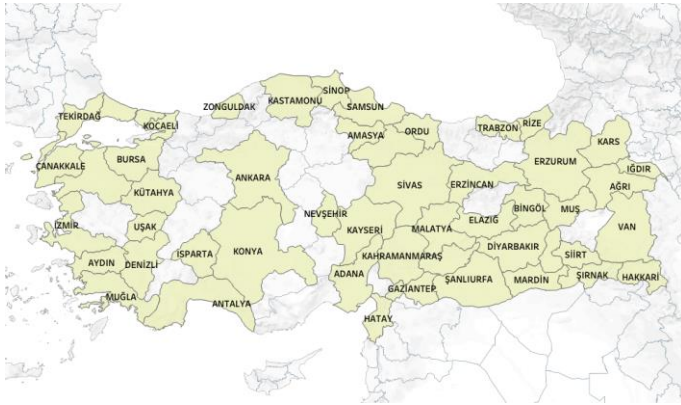 SİNOP
KASTAMONU
ZONGULDAK
SAMSUN
TEKİRDAĞ
KOCAELİ
AMASYA
ORDU
TRABZON
RİZE
KARS
ÇANAKKALE
BURSA
ANKARA
ERZURUM
IĞDIR
KÜTAHYA
SİVAS
ERZİNCAN
AĞRI
NEVŞEHİR
BİNGÖL
MUŞ
İZMİR
UŞAK
KAYSERİ
MALATYA
ELAZIĞ
VAN
ISPARTA
KONYA
DİYARBAKIR
AYDIN
DENİZLİ
KAHRAMANMARAŞ
SİİRT
ADANA
ŞANLIURFA
MARDİN
ŞIRNAK
HAKKARİ
GAZİANTEP
MUĞLA
ANTALYA
HATAY